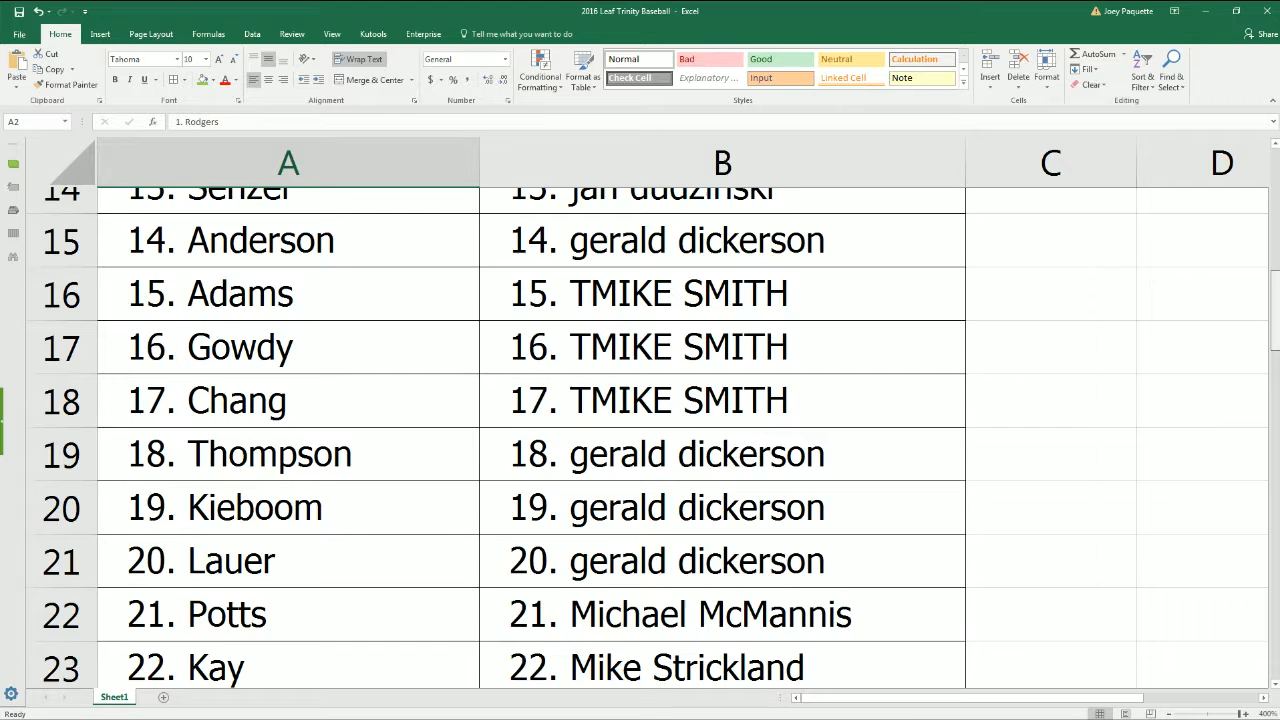 2016 Leaf Trinity Baseball - Excel
Joey Paquette
File Home Insert Page Layout Formulas Data Review View Kutools Enterprise Tell me what you want to do
Share
Paste
Cut
Copy
Format Painter
Clipboard
Tahoma 10
B I U
Font
Wrap Text
Merge & Center
Alignment
General
$ % ,
Number
Conditional Formatting
Format as Table
Normal Bad Good Neutral Calculation
Check Cell Explanatory ... Input Linked Cell Note
Styles
Insert Delete Format
Cells
AutoSum
Fill
Clear
Sort & Filter
Find & Select
Editing
A2 fx 1. Rodgers
A B C D
14 13. Senzel 13. jan dudzinski
15 14. Anderson 14. gerald dickerson
16 15. Adams 15. TMIKE SMITH
17 16. Gowdy 16. TMIKE SMITH
18 17. Chang 17. TMIKE SMITH
19 18. Thompson 18. gerald dickerson
20 19. Kieboom 19. gerald dickerson
21 20. Lauer 20. gerald dickerson
22 21. Potts 21. Michael McMannis
23 22. Kay 22. Mike Strickland
Sheet1
Ready
400%